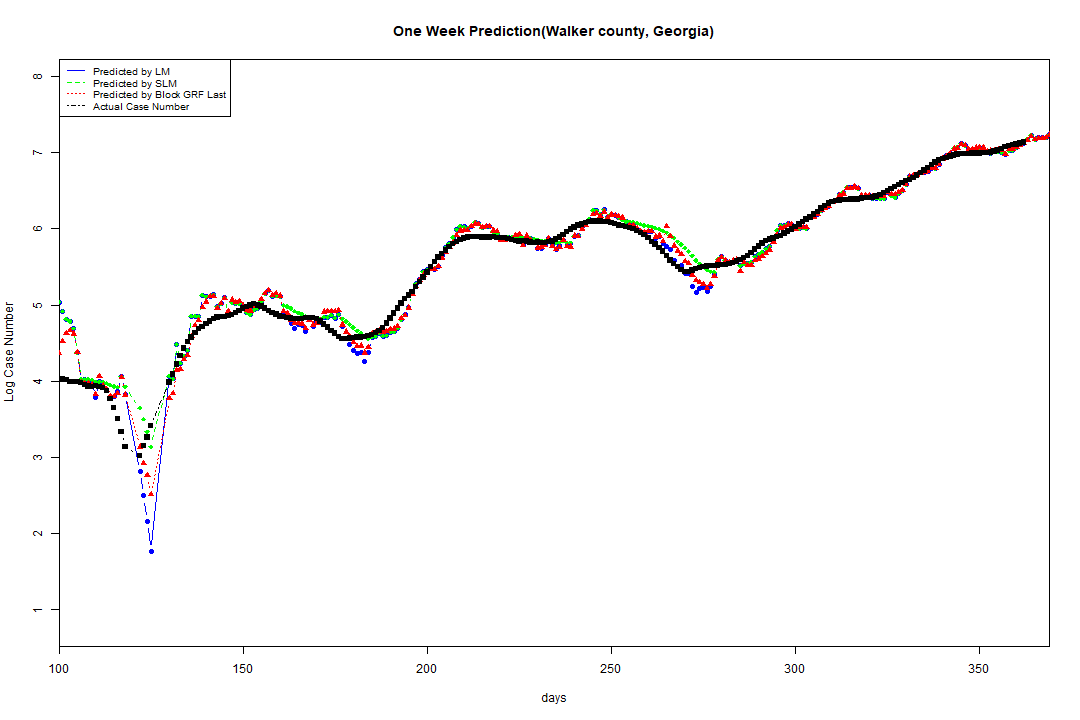 One Week Prediction(Walker county, Georgia)
Predicted by LM
Predicted by SLM
Predicted by Block GRF Last
Actual Case Number
8
7
6
5
4
3
2
1
Log Case Number
100 150 200 250 300 350
days